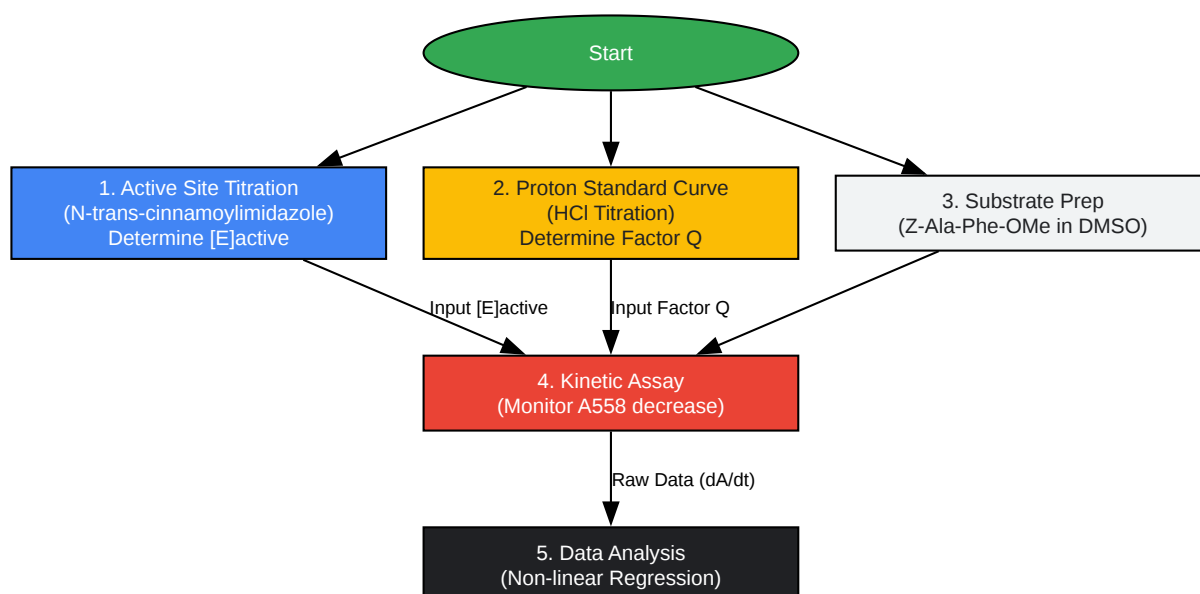 Start
1. Active Site Titration
(N-trans-cinnamoylimidazole)
Determine [E]active
2. Proton Standard Curve
(HCl Titration)
Determine Factor Q
3. Substrate Prep
(Z-Ala-Phe-OMe in DMSO)
Input [E]active
Input Factor Q
4. Kinetic Assay
(Monitor A558 decrease)
Raw Data (dA/dt)
5. Data Analysis
(Non-linear Regression)